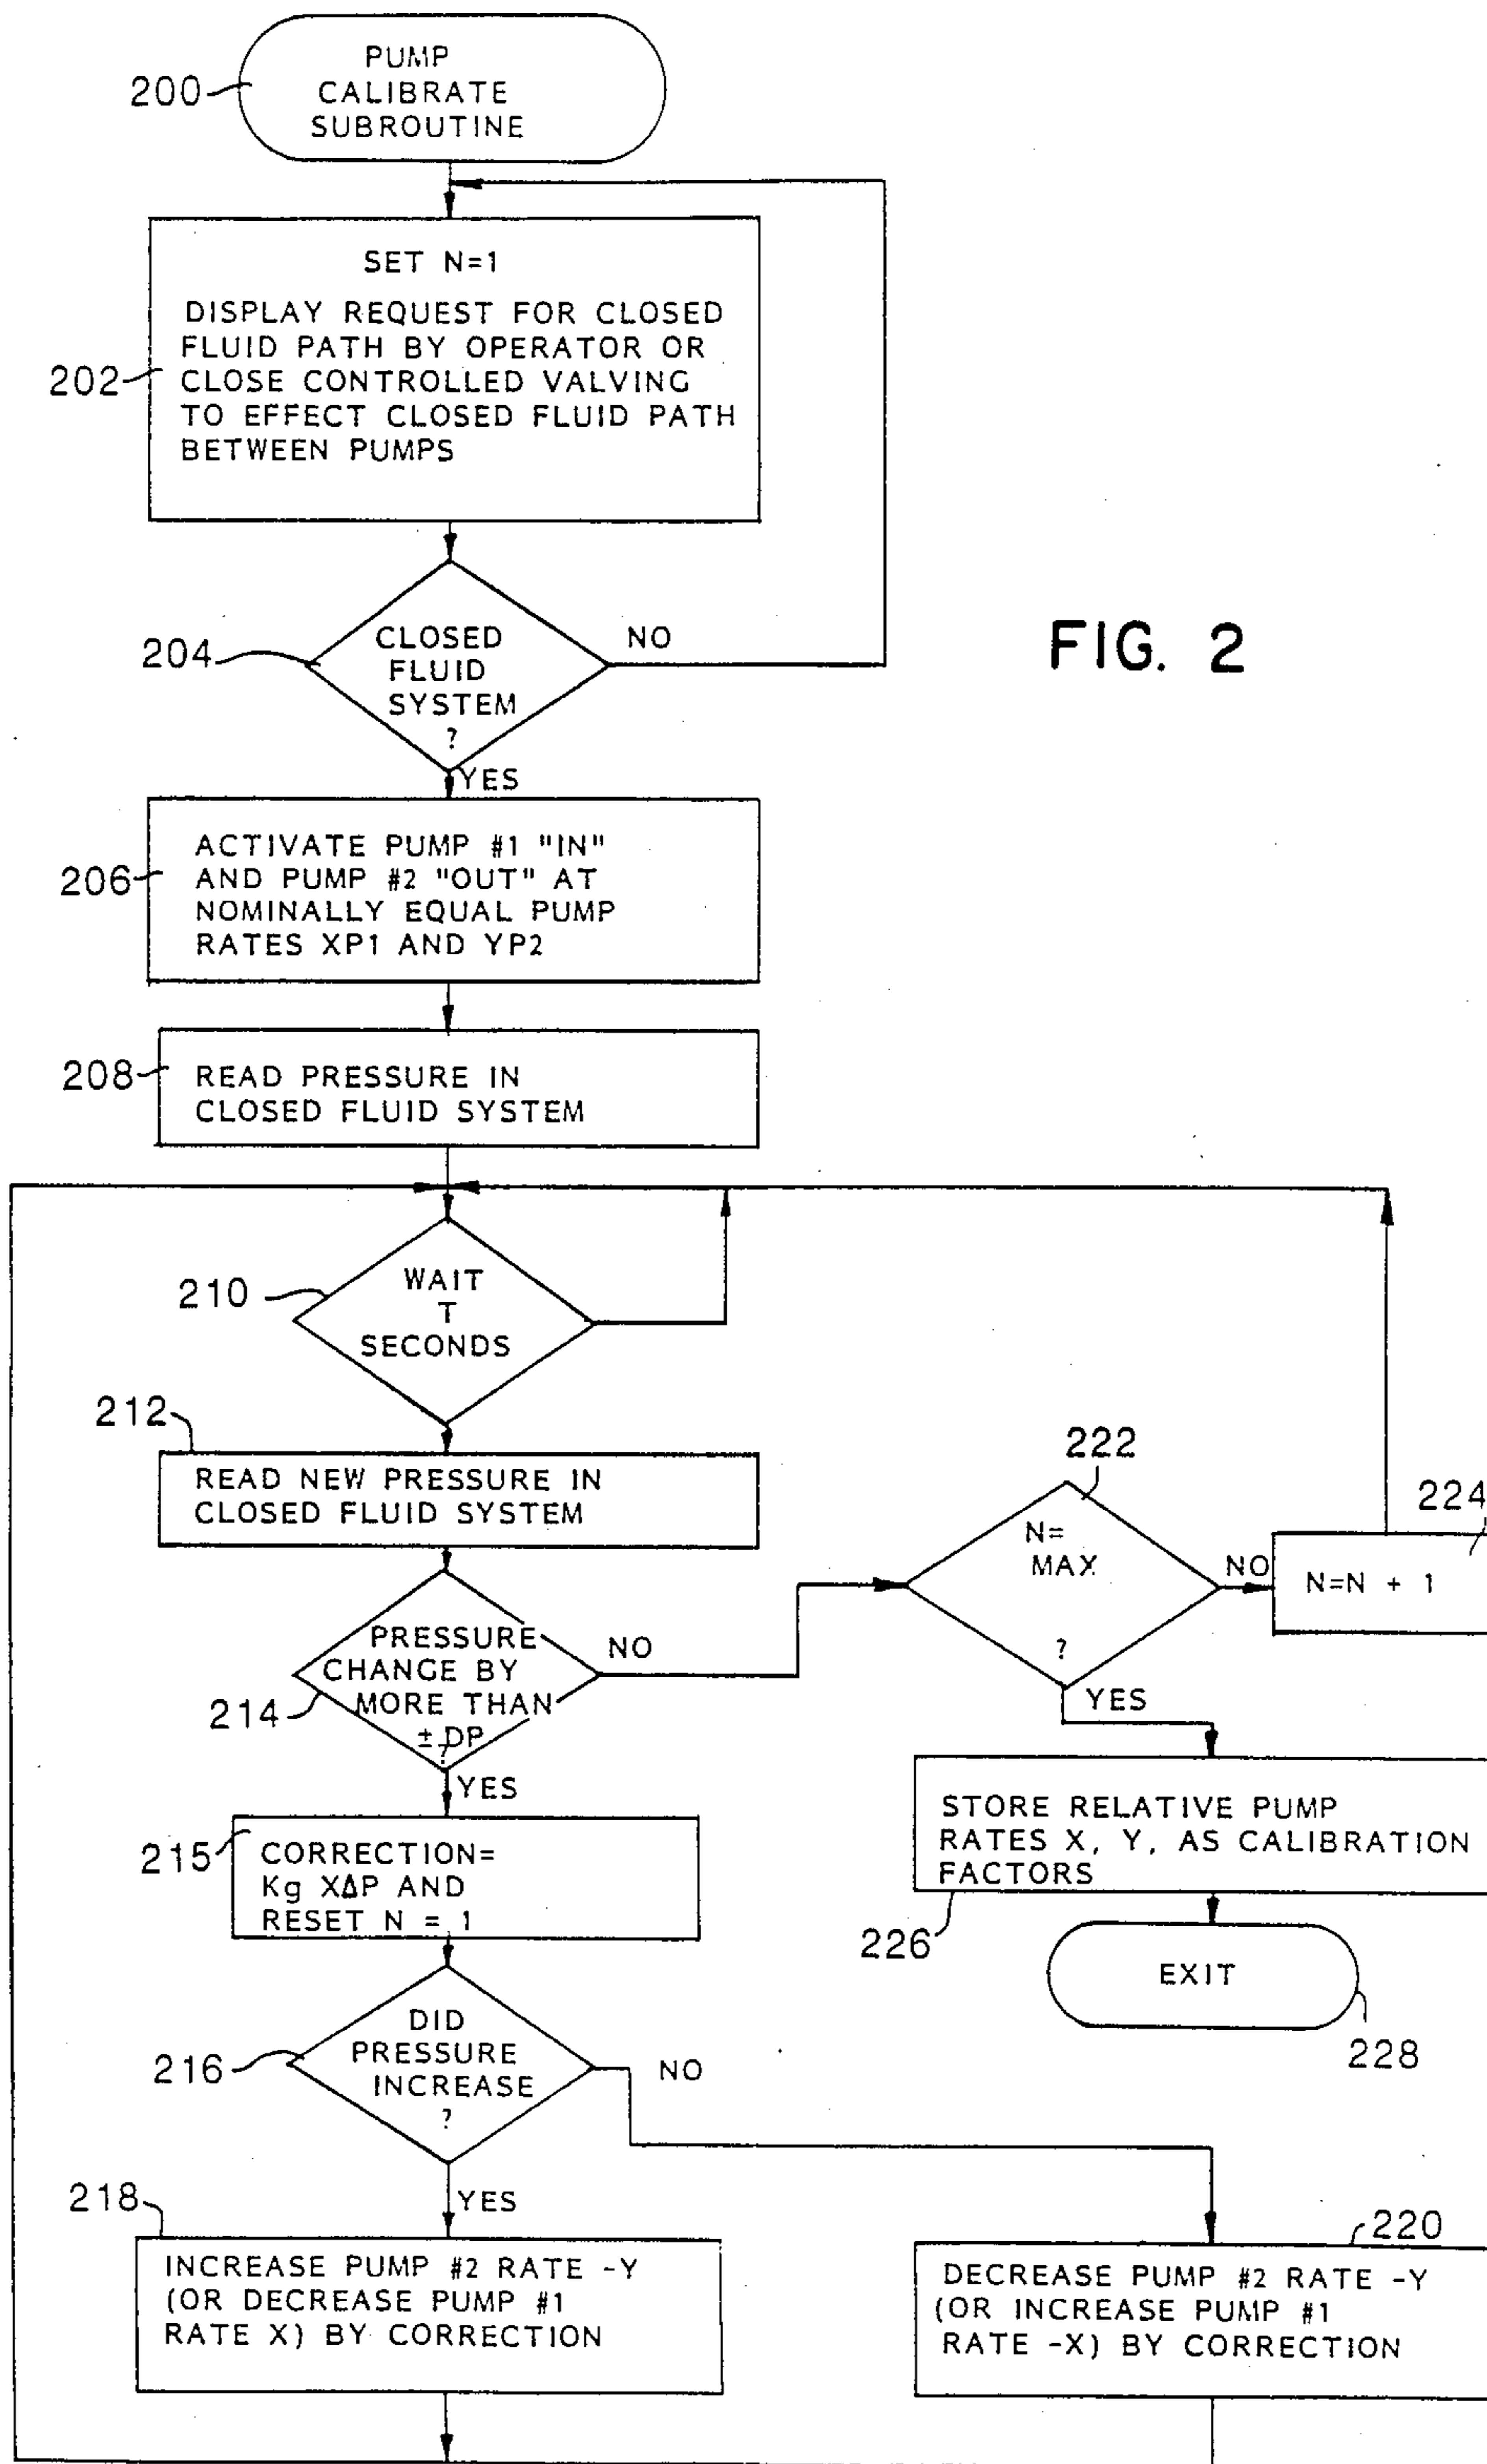 200
PUMP
CALIBRATE
SUBROUTINE
202
SET N=1
DISPLAY REQUEST FOR CLOSED
FLUID PATH BY OPERATOR OR
CLOSE CONTROLLED VALVING
TO EFFECT CLOSED FLUID PATH
BETWEEN PUMPS
204
CLOSED
FLUID
SYSTEM
?
NO
YES
FIG. 2
206
ACTIVATE PUMP #1 "IN"
AND PUMP #2 "OUT" AT
NOMINALLY EQUAL PUMP
RATES XP1 AND YP2
208
READ PRESSURE IN
CLOSED FLUID SYSTEM
210
WAIT
T
SECONDS
212
READ NEW PRESSURE IN
CLOSED FLUID SYSTEM
214
PRESSURE
CHANGE BY
MORE THAN
± DP
?
NO
YES
222
N=
MAX
?
NO
YES
224
N=N + 1
215
CORRECTION=
Kg XΔP AND
RESET N = 1
226
STORE RELATIVE PUMP
RATES X, Y, AS CALIBRATION
FACTORS
EXIT
228
216
DID
PRESSURE
INCREASE
?
NO
YES
218
INCREASE PUMP #2 RATE -Y
(OR DECREASE PUMP #1
RATE X) BY CORRECTION
220
DECREASE PUMP #2 RATE -Y
(OR INCREASE PUMP #1
RATE -X) BY CORRECTION